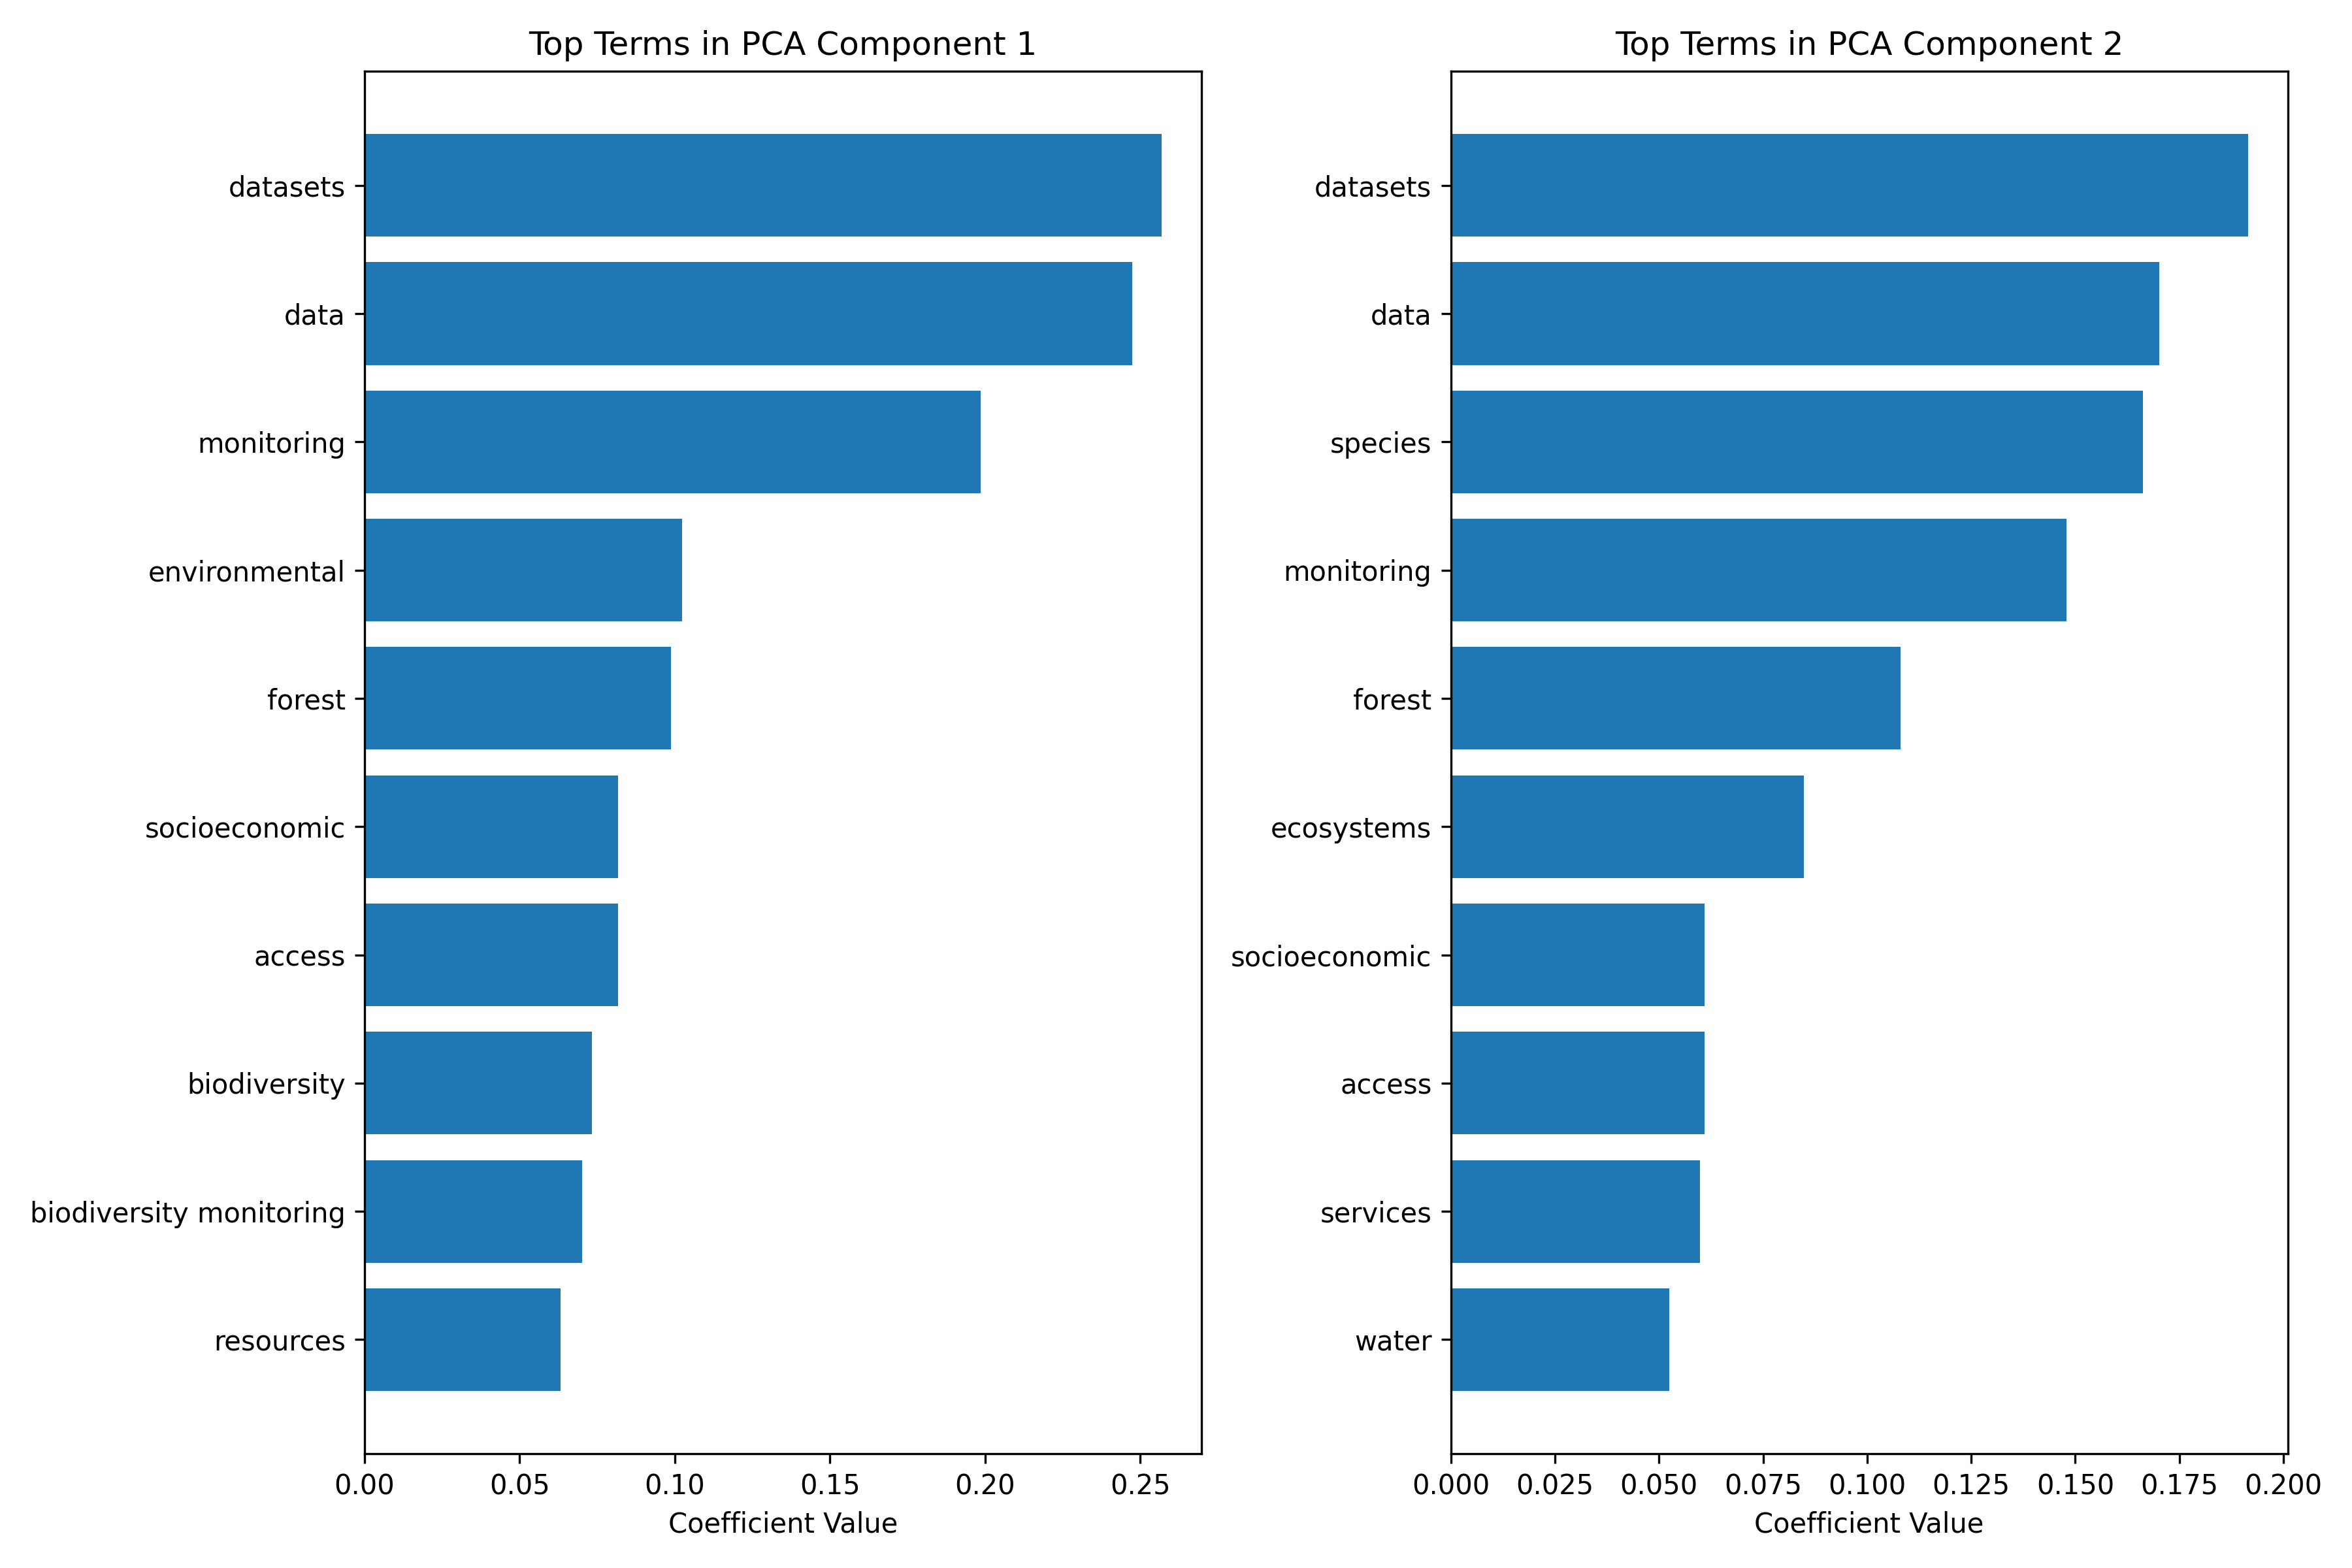 Top Terms in PCA Component 1
datasets
data
monitoring
environmental
forest
socioeconomic
access
biodiversity
biodiversity monitoring
resources
0.00 0.05 0.10 0.15 0.20 0.25
Coefficient Value
Top Terms in PCA Component 2
datasets
data
species
monitoring
forest
ecosystems
socioeconomic
access
services
water
0.000 0.025 0.050 0.075 0.100 0.125 0.150 0.175 0.200
Coefficient Value